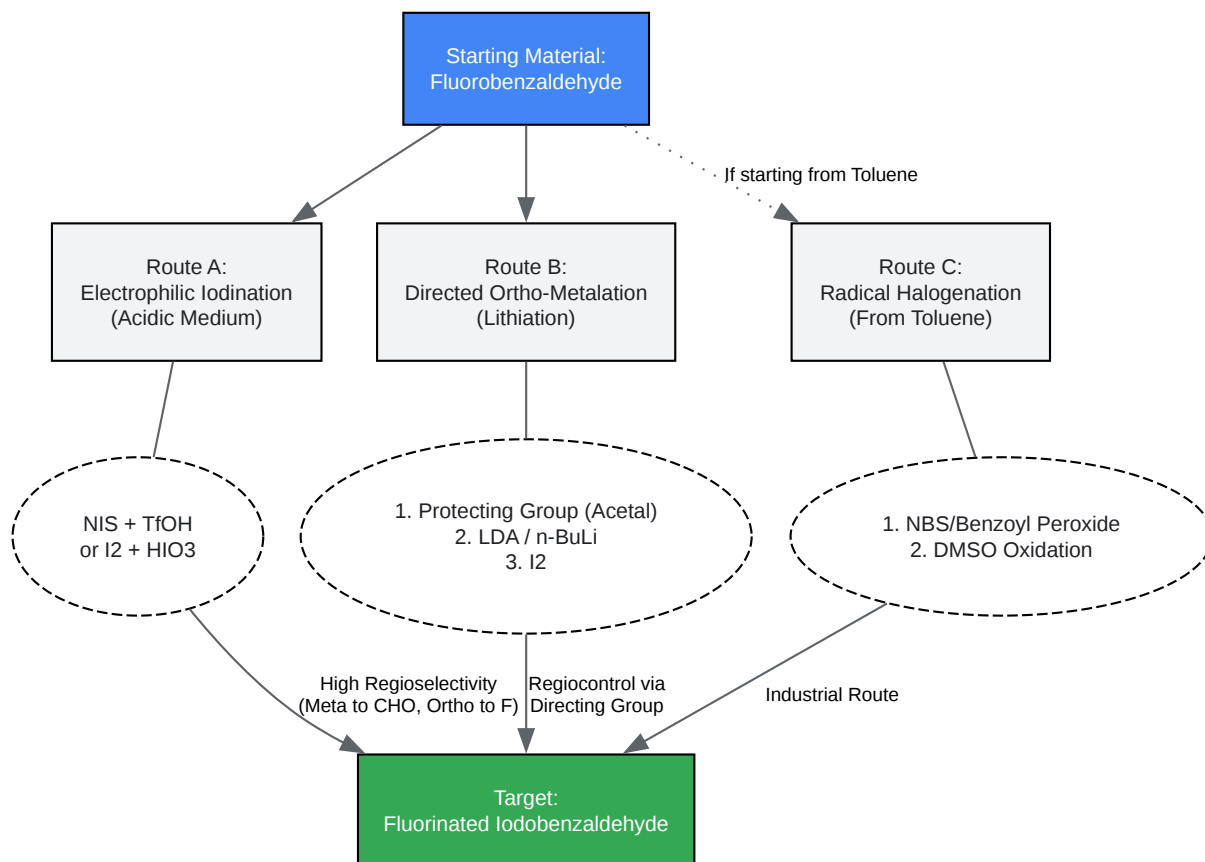 Starting Material:
Fluorobenzaldehyde
If starting from Toluene
Route A:
Electrophilic Iodination
(Acidic Medium)
Route B:
Directed Ortho-Metalation
(Lithiation)
Route C:
Radical Halogenation
(From Toluene)
NIS + TfOH
or I2 + HIO3
1. Protecting Group (Acetal)
2. LDA / n-BuLi
3. I2
1. NBS/Benzoyl Peroxide
2. DMSO Oxidation
High Regioselectivity
(Meta to CHO, Ortho to F)
Regiocontrol via
Directing Group
Industrial Route
Target:
Fluorinated Iodobenzaldehyde